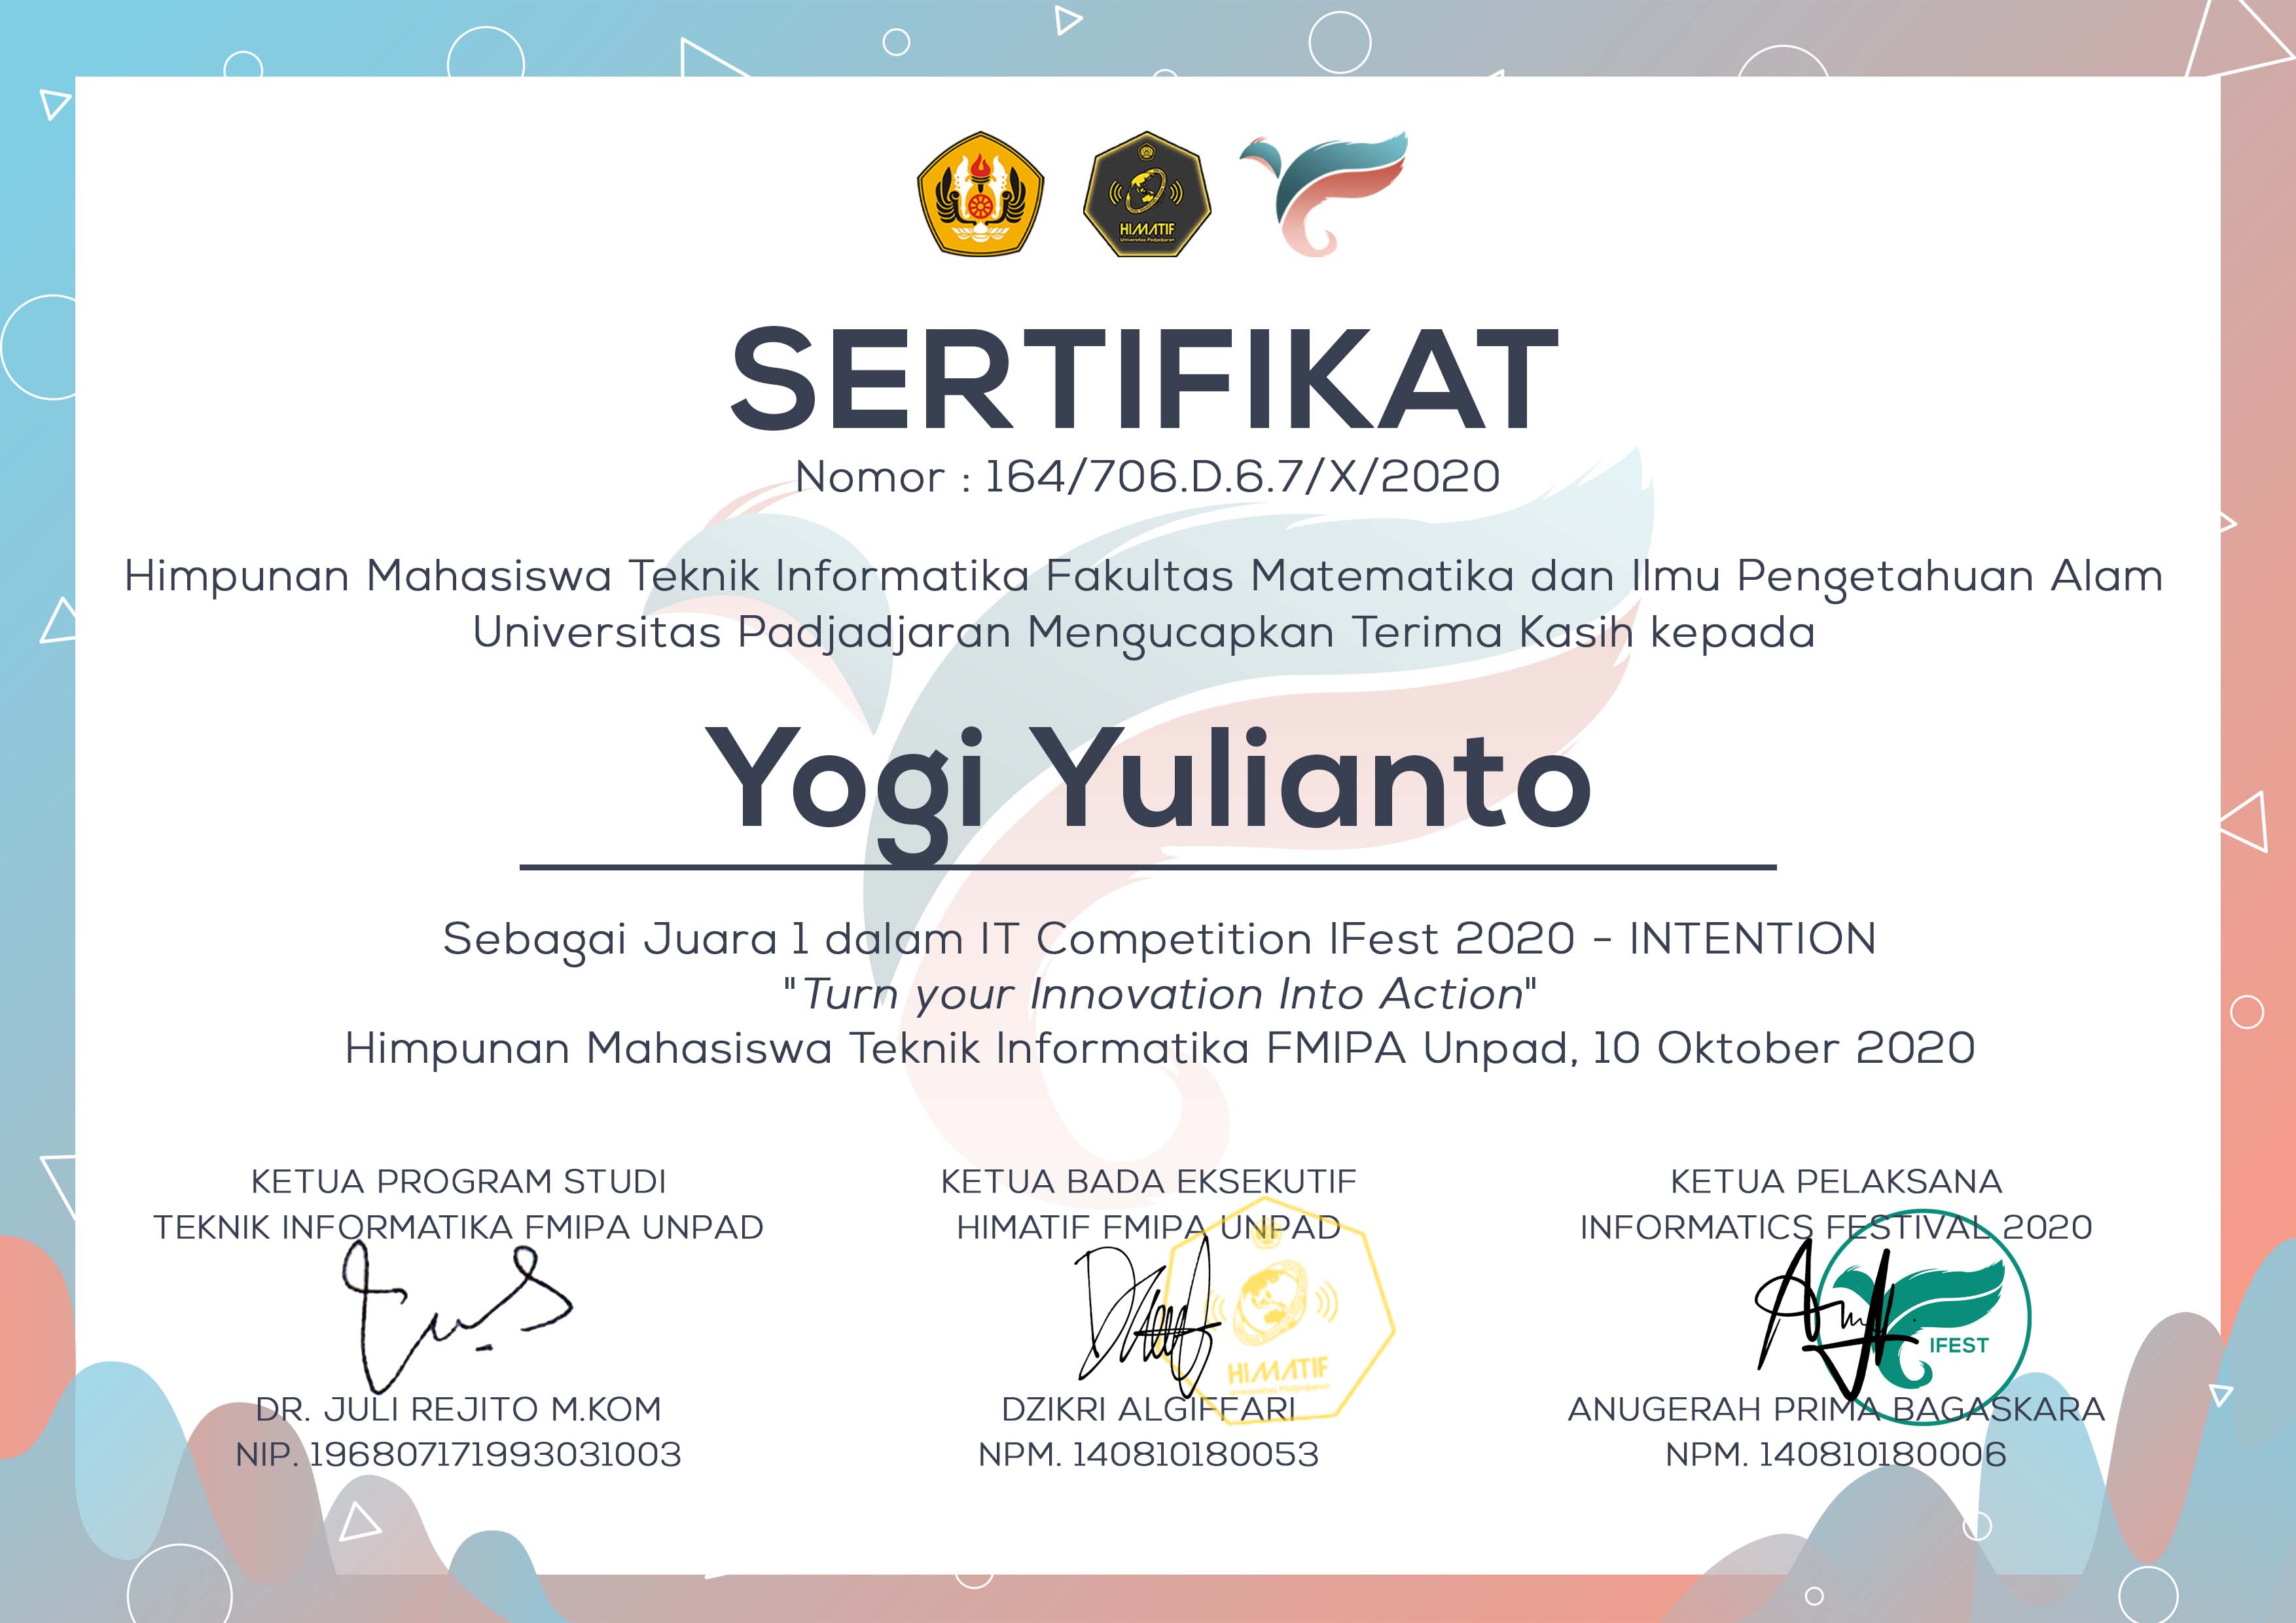 HIMATIF
Universitas Padjadjaran
SERTIFIKAT
Nomor : 164/706.D.6.7/X/2020
Himpunan Mahasiswa Teknik Informatika Fakultas Matematika dan Ilmu Pengetahuan Alam
Universitas Padjadjaran Mengucapkan Terima Kasih kepada
Yogi Yulianto
Sebagai Juara 1 dalam IT Competition IFest 2020 - INTENTION
"Turn your Innovation Into Action"
Himpunan Mahasiswa Teknik Informatika FMIPA Unpad, 10 Oktober 2020
KETUA PROGRAM STUDI
TEKNIK INFORMATIKA FMIPA UNPAD
DR. JULI REJITO M.KOM
NIP. 196807171993031003
KETUA BADA EKSEKUTIF
HIMATIF FMIPA UNPAD
HIMATIF
Universitas Padjadjaran
DZIKRI ALGIFFARI
NPM. 140810180053
KETUA PELAKSANA
INFORMATICS FESTIVAL 2020
IFEST
ANUGERAH PRIMA BAGASKARA
NPM. 140810180006